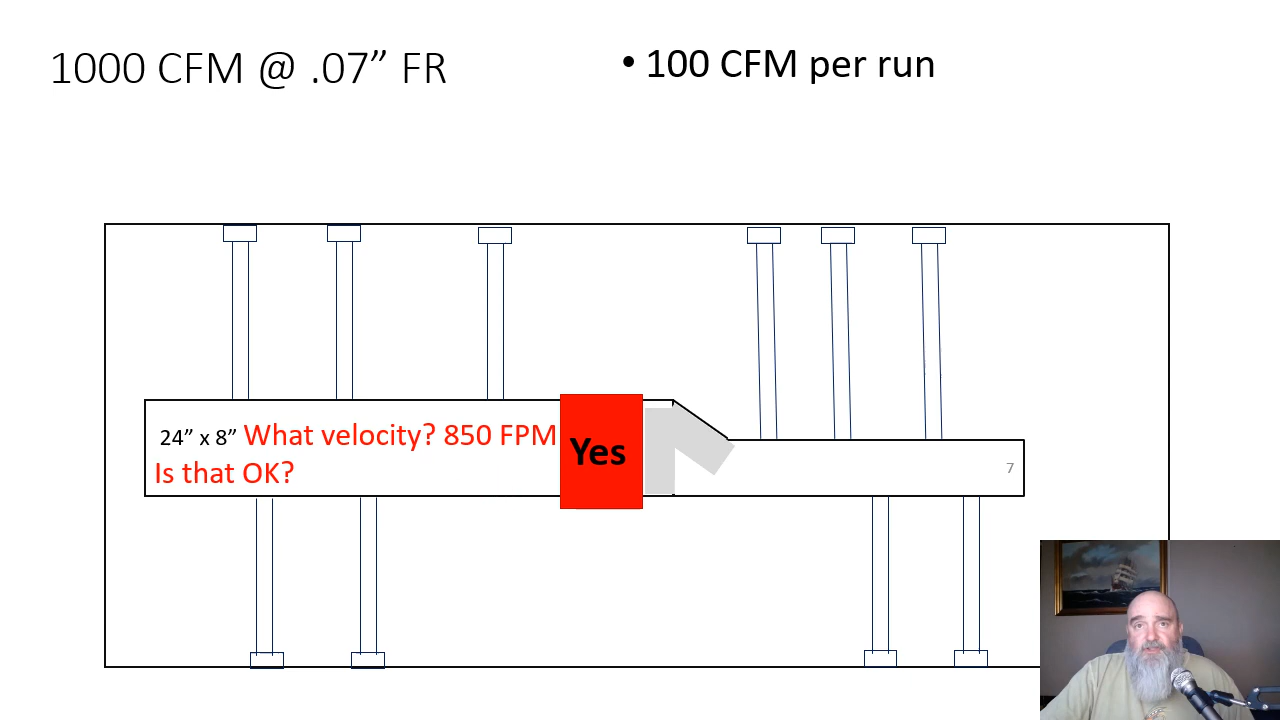 1000 CFM @ .07” FR
• 100 CFM per run
24” x 8” What velocity? 850 FPM
Is that OK?
Yes
7